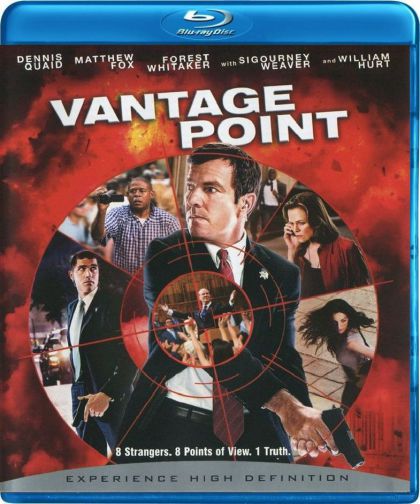 Blu-ray Disc
DENNIS QUAID MATTHEW FOX FOREST WHITAKER with SIGOURNEY WEAVER and WILLIAM HURT
VANTAGE
POINT
8 Strangers. 8 Points of View. 1 Truth.
EXPERIENCE HIGH DEFINITION